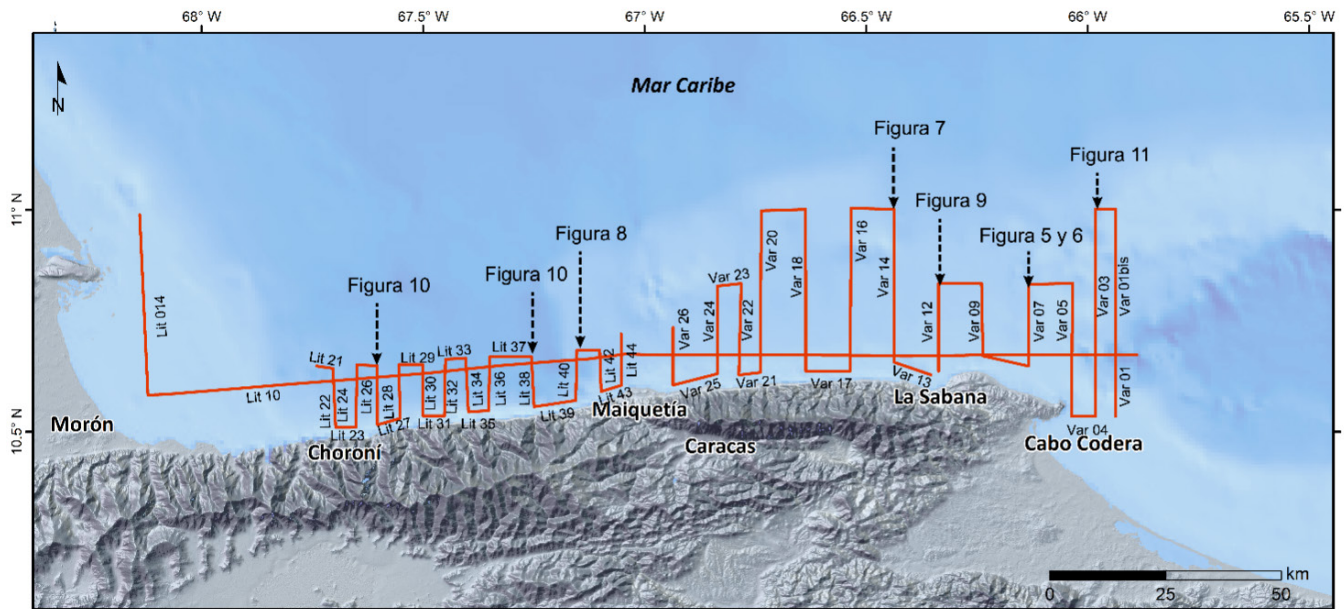 68° W
67.5° W
67° W
66.5° W
66° W
65.5° W
N
Mar Caribe
Figura 7
Figura 11
Figura 9
Figura 5 y 6
Figura 8
Figura 10
Figura 10
11° N
10.5° N
Lit 014
Lit 10
Lit 21
Lit 22
Lit 24
Lit 23
Lit 26
Lit 28
Lit 27
Lit 29
Lit 30
Lit 31
Lit 32
Lit 33
Lit 34
Lit 35
Lit 36
Lit 37
Lit 38
Lit 39
Lit 40
Lit 42
Lit 43
Lit 44
Var 26
Var 25
Var 24
Var 23
Var 22
Var 21
Var 20
Var 18
Var 17
Var 16
Var 14
Var 13
Var 12
Var 09
Var 07
Var 05
Var 04
Var 03
Var 01bls
Var 01
Morón
Choroní
Maiquetía
Caracas
La Sabana
Cabo Codera
km
0
25
50